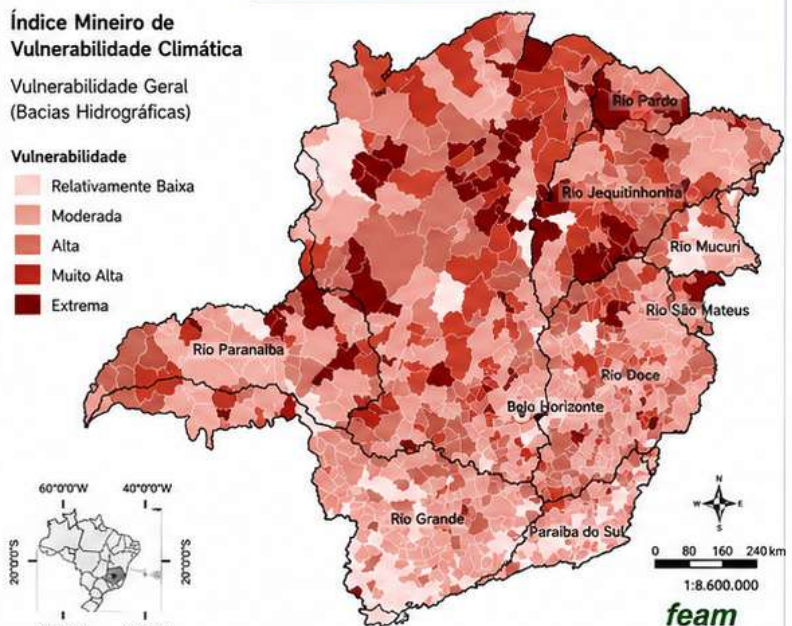 Índice Mineiro de
Vulnerabilidade Climática
Vulnerabilidade Geral
(Bacias Hidrográficas)
Vulnerabilidade
Relativamente Baixa
Moderada
Alta
Muito Alta
Extrema
Rio Pardo
Rio Jequitinhonha
Rio Mucuri
Rio São Mateus
Rio Paranaíba
Rio Doce
Belo Horizonte
Rio Grande
Paraíba do Sul
60°0'0"W 40°0'0"W
20°0'0"S
20°0'0"S
N
W E
S
0 80 160 240 km
1:8.600.000
feam